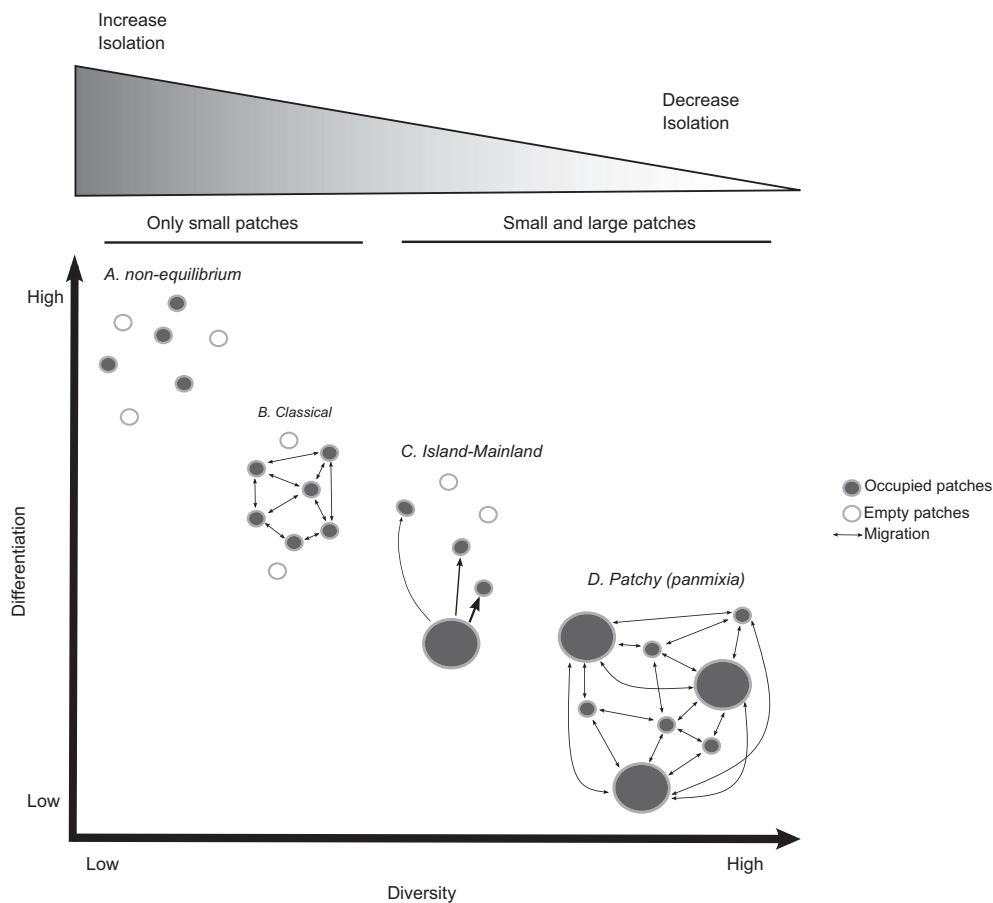 Increase
Isolation
Decrease
Isolation
Only small patches
Small and large patches
A. non-equilibrium
High
B. Classical
C. Island-Mainland
Occupied patches
Empty patches
Migration
Differentiation
D. Patchy (panmixia)
Low
Low
High
Diversity